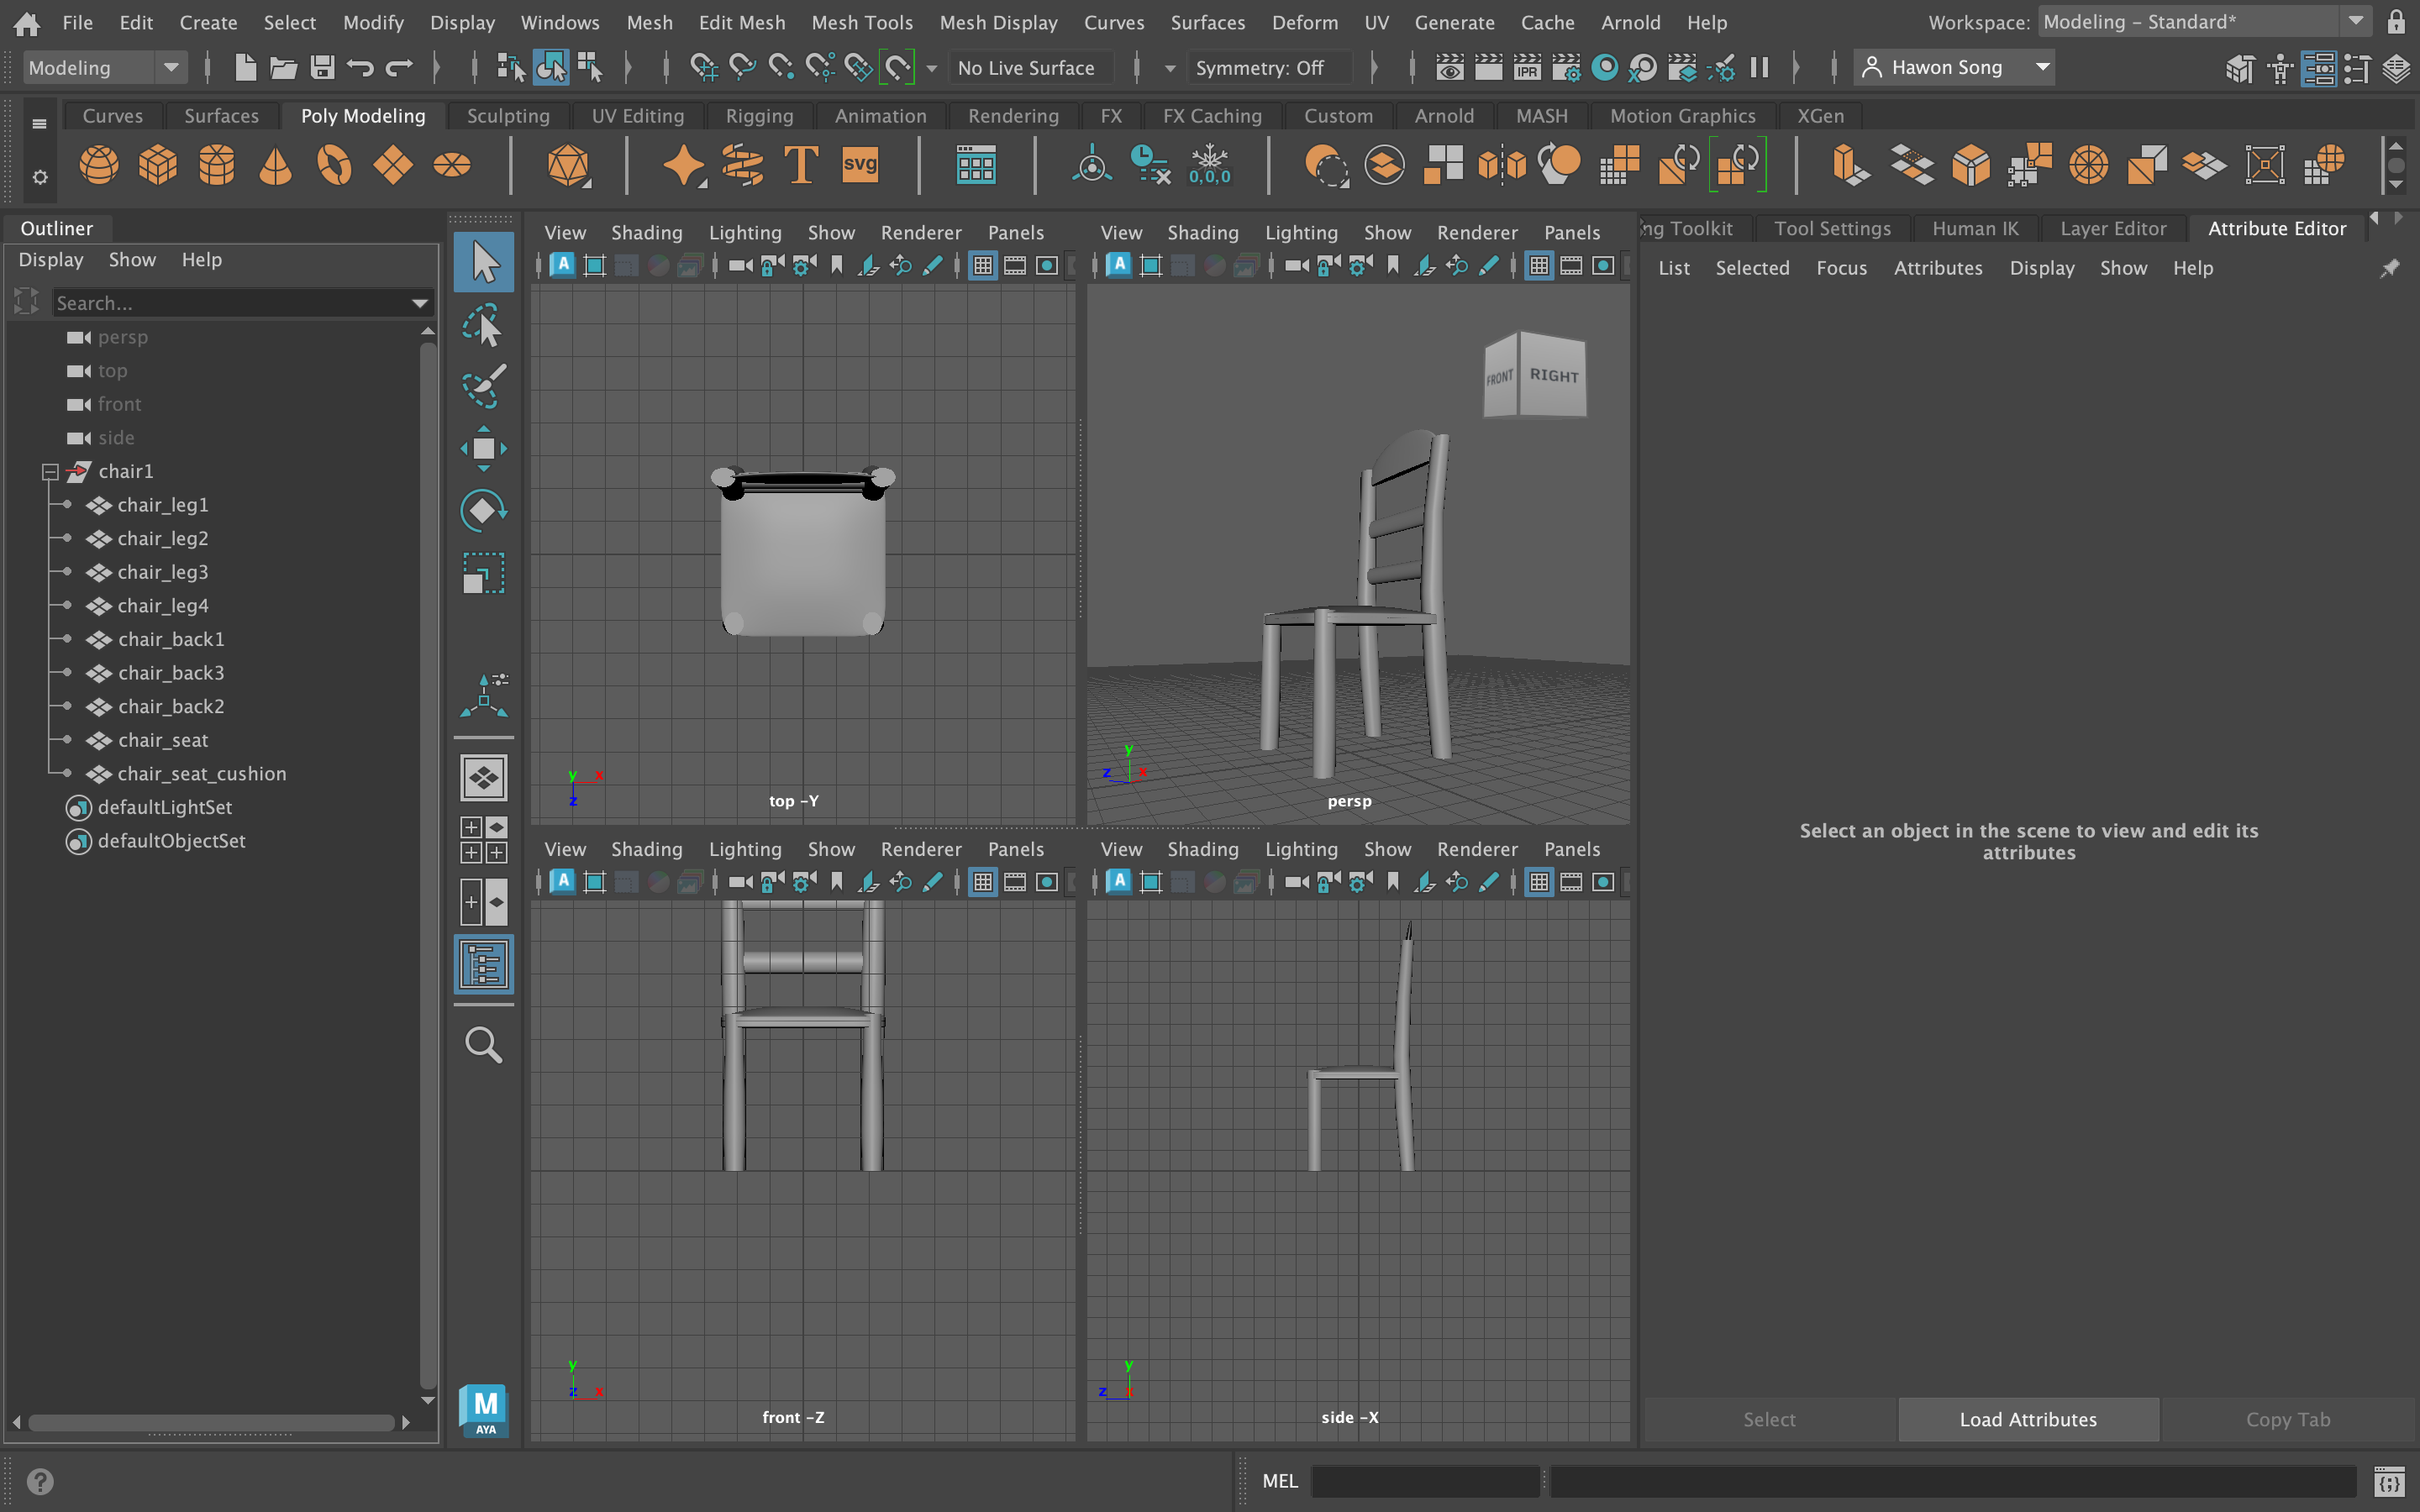 File Edit Create Select Modify Display Windows Mesh Edit Mesh Mesh Tools Mesh Display Curves Surfaces Deform UV Generate Cache Arnold Help Workspace: Modeling – Standard*
Modeling No Live Surface Symmetry: Off IPR Hawon Song
Curves Surfaces Poly Modeling Sculpting UV Editing Rigging Animation Rendering FX FX Caching Custom Arnold MASH Motion Graphics XGen
T svg 0,0,0
Outliner
Display Show Help
Search...
persp
top
front
side
chair1
chair_leg1
chair_leg2
chair_leg3
chair_leg4
chair_back1
chair_back3
chair_back2
chair_seat
chair_seat_cushion
defaultLightSet
defaultObjectSet
M
AYA
View Shading Lighting Show Renderer Panels
A
y x
z
top –Y
View Shading Lighting Show Renderer Panels
A
FRONT RIGHT
y
z x
persp
View Shading Lighting Show Renderer Panels
A
y
z x
front –Z
View Shading Lighting Show Renderer Panels
A
y
z x
side –X
ng Toolkit Tool Settings Human IK Layer Editor Attribute Editor
List Selected Focus Attributes Display Show Help
Select an object in the scene to view and edit its
attributes
Select Load Attributes Copy Tab
? MEL {;}